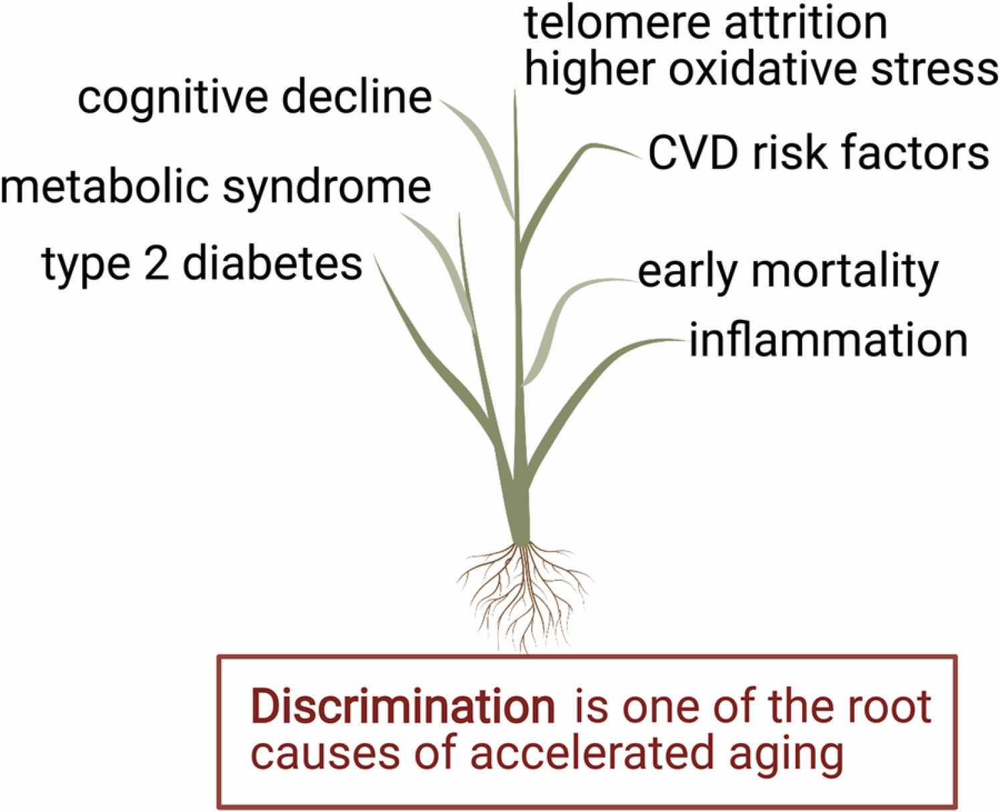 telomere attrition
higher oxidative stress
cognitive decline
CVD risk factors
metabolic syndrome
type 2 diabetes
early mortality
inflammation
Discrimination is one of the root
causes of accelerated aging